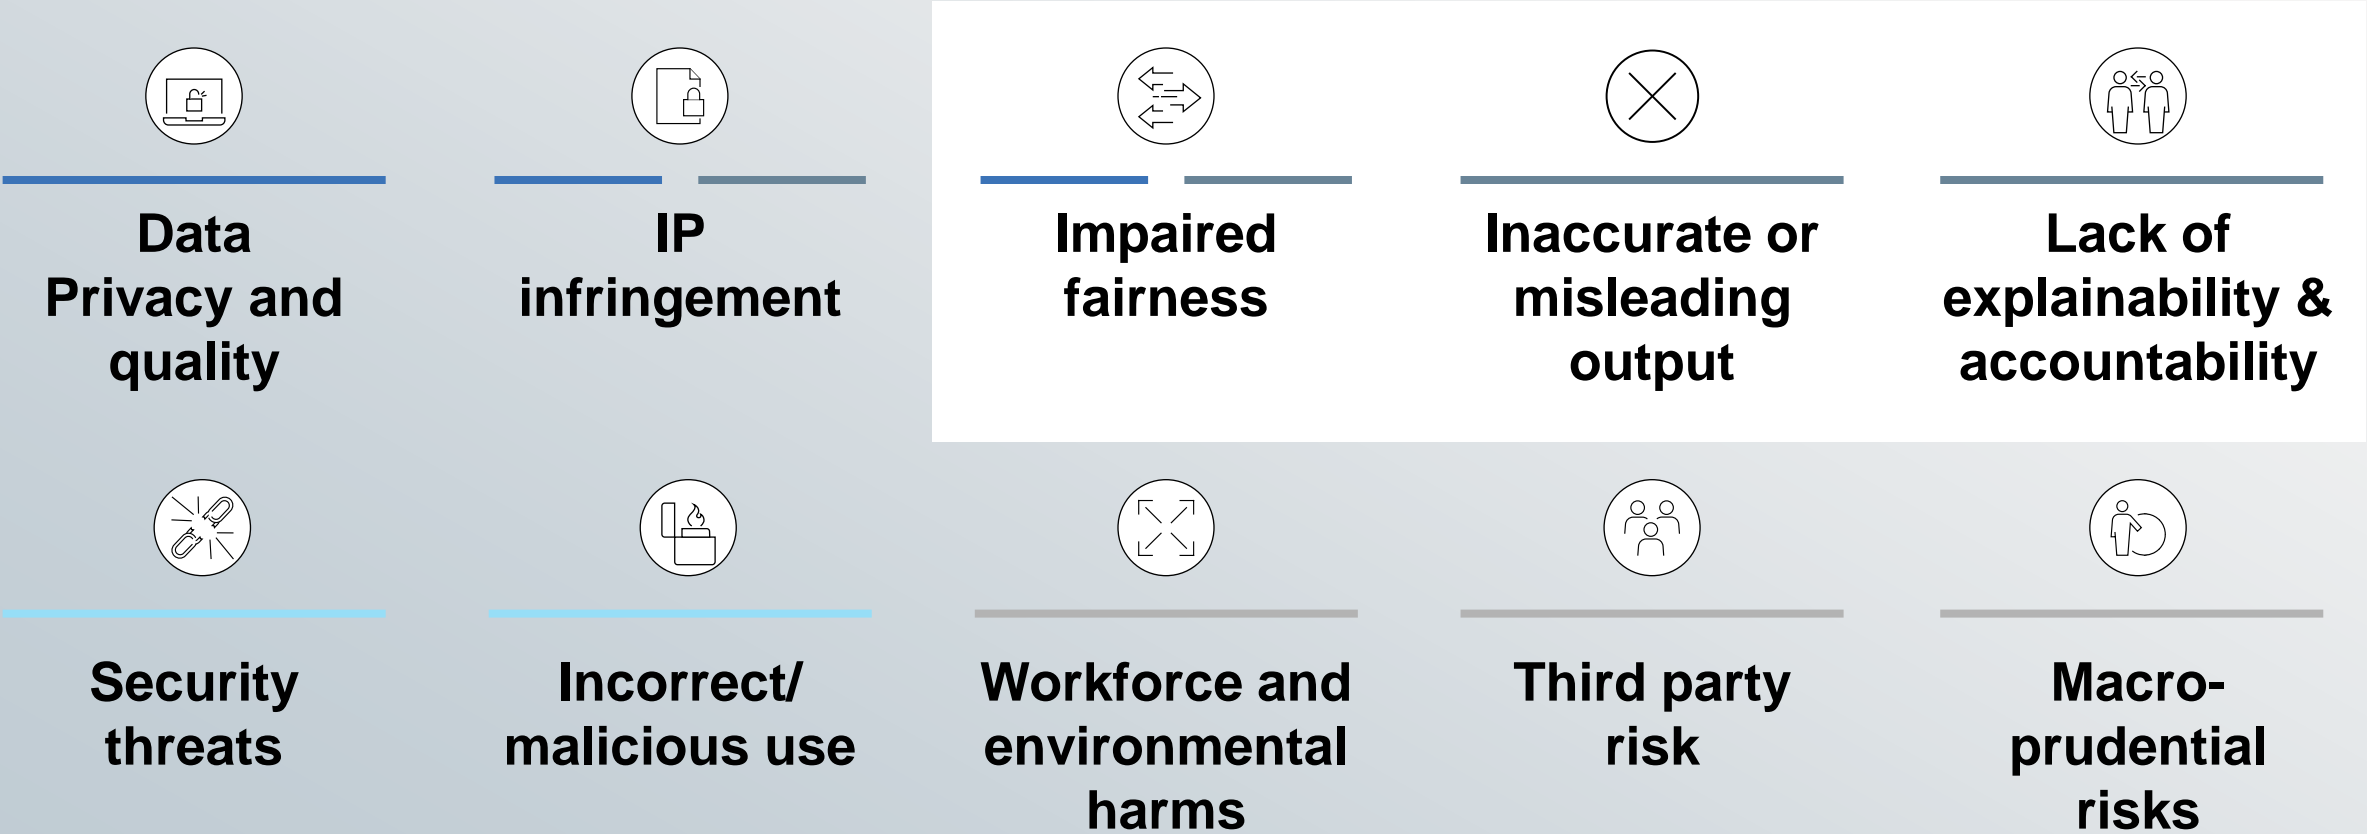 Data
Privacy and
quality
IP
infringement
Impaired
fairness
Inaccurate or
misleading
output
Lack of
explainability &
accountability
Security
threats
Incorrect/
malicious use
Workforce and
environmental
harms
Third party
risk
Macro-
prudential
risks